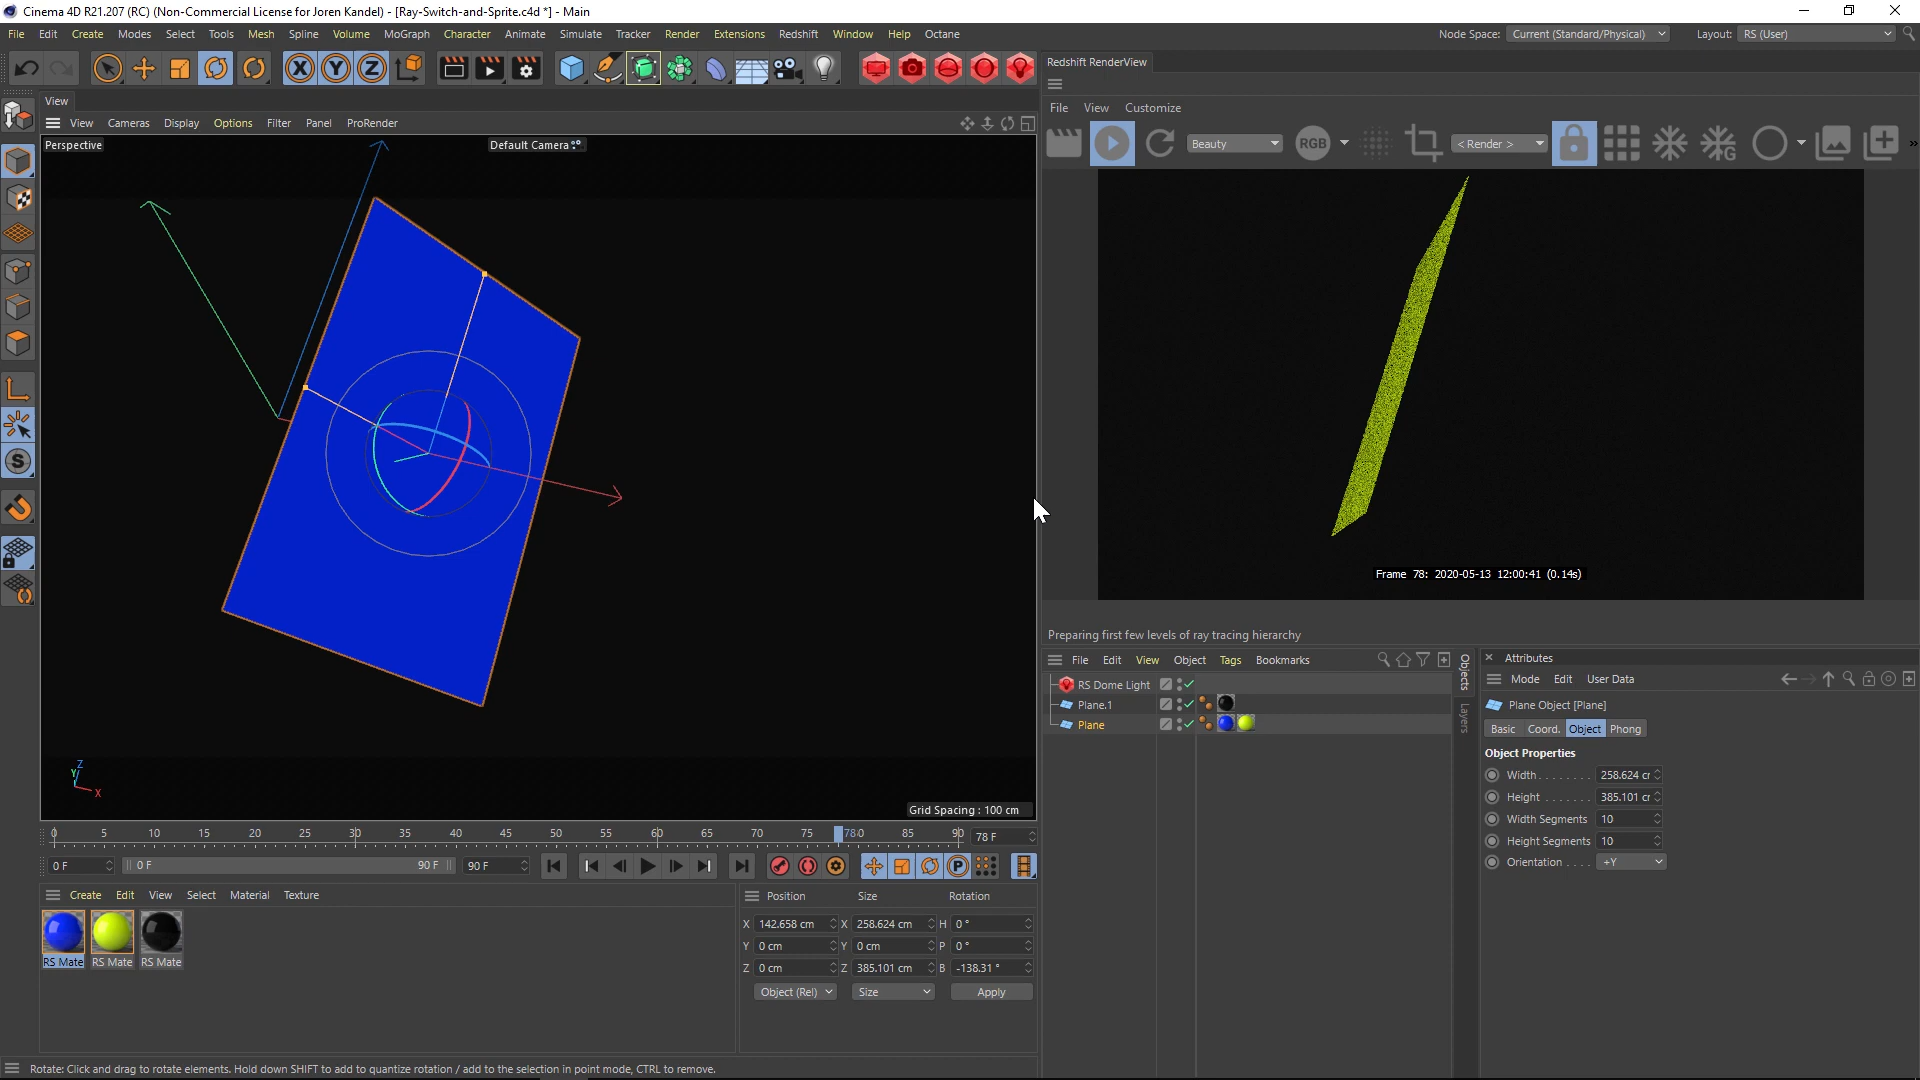 Cinema 4D R21.207 (RC) (Non-Commercial License for Joren Kandel) - [Ray-Switch-and-Sprite.c4d *] - Main
File Edit Create Modes Select Tools Mesh Spline Volume MoGraph Character Animate Simulate Tracker Render Extensions Redshift Window Help Octane
Node Space: Current (Standard/Physical) Layout: RS (User)
X Y Z
Redshift RenderView
View
File View Customize
View Cameras Display Options Filter Panel ProRender
Beauty RGB < Render > G
Perspective
Default Camera
Frame 78: 2020-05-13 12:00:41 (0.14s)
Preparing first few levels of ray tracing hierarchy
File Edit View Object Tags Bookmarks
Objects
Layers
RS Dome Light
Plane.1
Plane
Attributes
Mode Edit User Data
Plane Object [Plane]
Basic Coord. Object Phong
Object Properties
Width 258.624 cr
Height 385.101 cr
Width Segments 10
Height Segments 10
Orientation +Y
Z
Y
X
Grid Spacing : 100 cm
0 5 10 15 20 25 30 35 40 45 50 55 60 65 70 75 780 85 90 78 F
0 F 0 F 90 F 90 F
P
Create Edit View Select Material Texture
RS Mate RS Mate RS Mate
Position Size Rotation
X 142.658 cm X 258.624 cm H 0 °
Y 0 cm Y 0 cm P 0 °
Z 0 cm Z 385.101 cm B -138.31 °
Object (Rel) Size Apply
Rotate: Click and drag to rotate elements. Hold down SHIFT to add to quantize rotation / add to the selection in point mode, CTRL to remove.